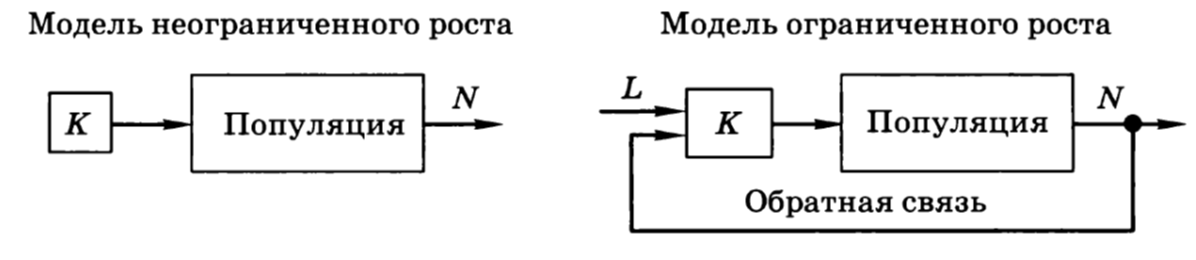 Модель неограниченного роста
K
Популяция
N
Модель ограниченного роста
L
K
Популяция
N
Обратная связь